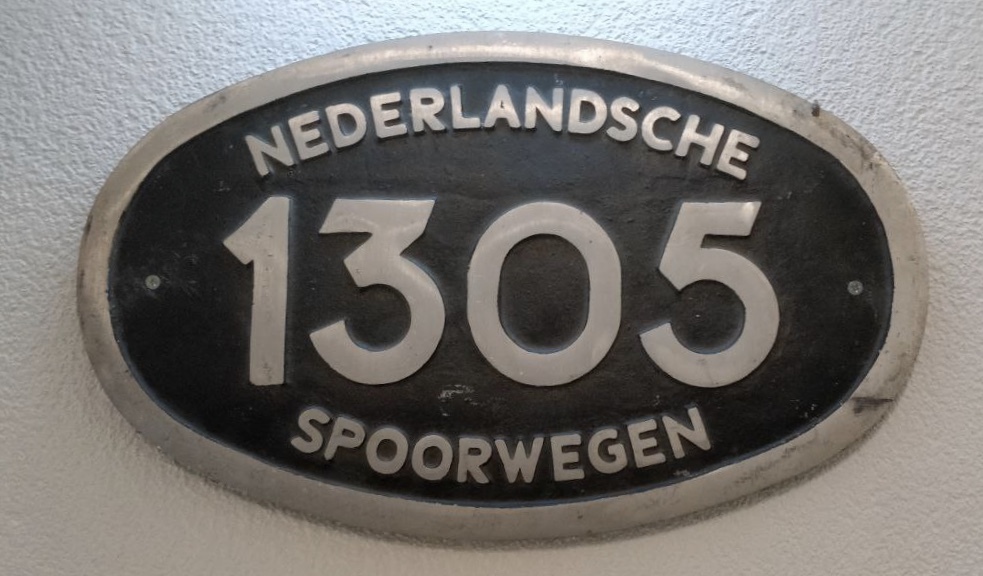 NEDERLANDSCHE
1305
SPOORWEGEN